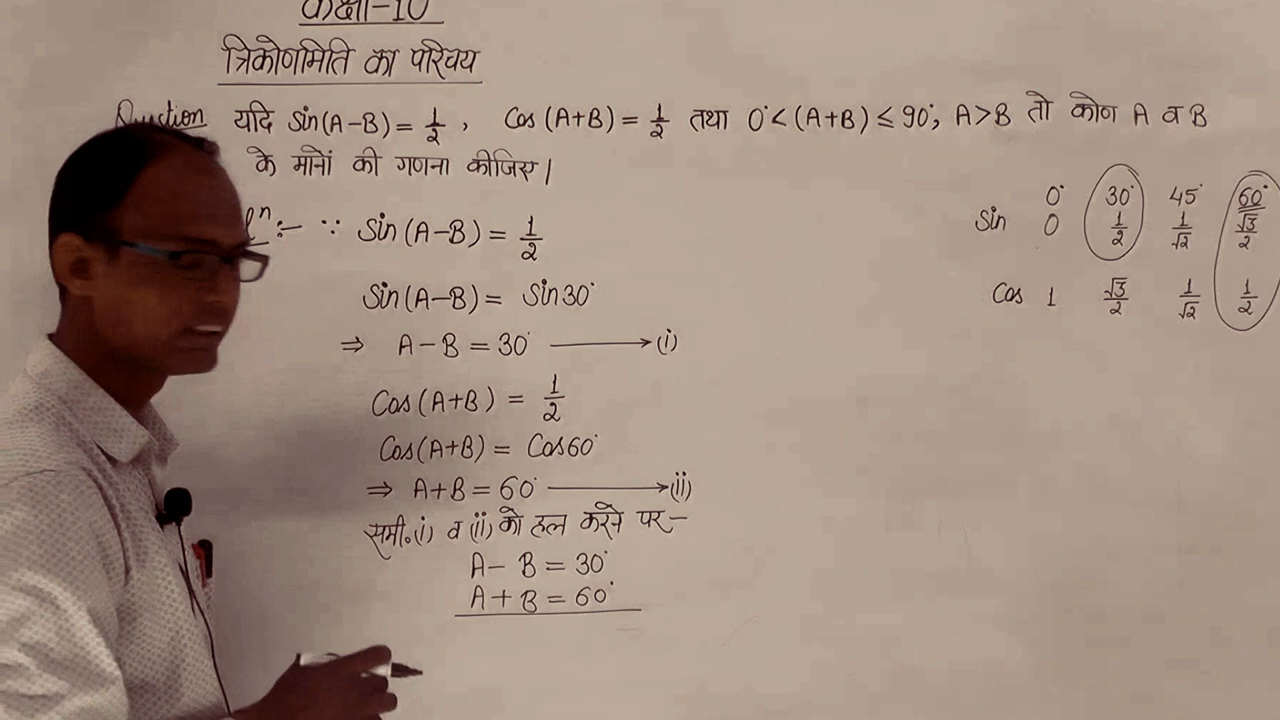 कक्षा-10
त्रिकोणमिति का परिचय
Question यदि Sin(A-B) = 1/2, Cos(A+B) = 1/2 तथा 0° < (A+B) ≤ 90°, A>B तो कोण A व B
के मानों की गणना कीजिए।
lⁿ:- ∵ Sin(A-B) = 1/2
Sin(A-B) = Sin30°
⇒ A-B = 30° ⟶ (i)
Cos(A+B) = 1/2
Cos(A+B) = Cos60°
⇒ A+B = 60° ⟶ (ii)
समी.(i) व (ii) को हल करने पर-
A- B = 30°
A+ B = 60°
0° 30° 45° 60°
Sin 0 1/2 1/√2 √3/2
Cos 1 √3/2 1/√2 1/2